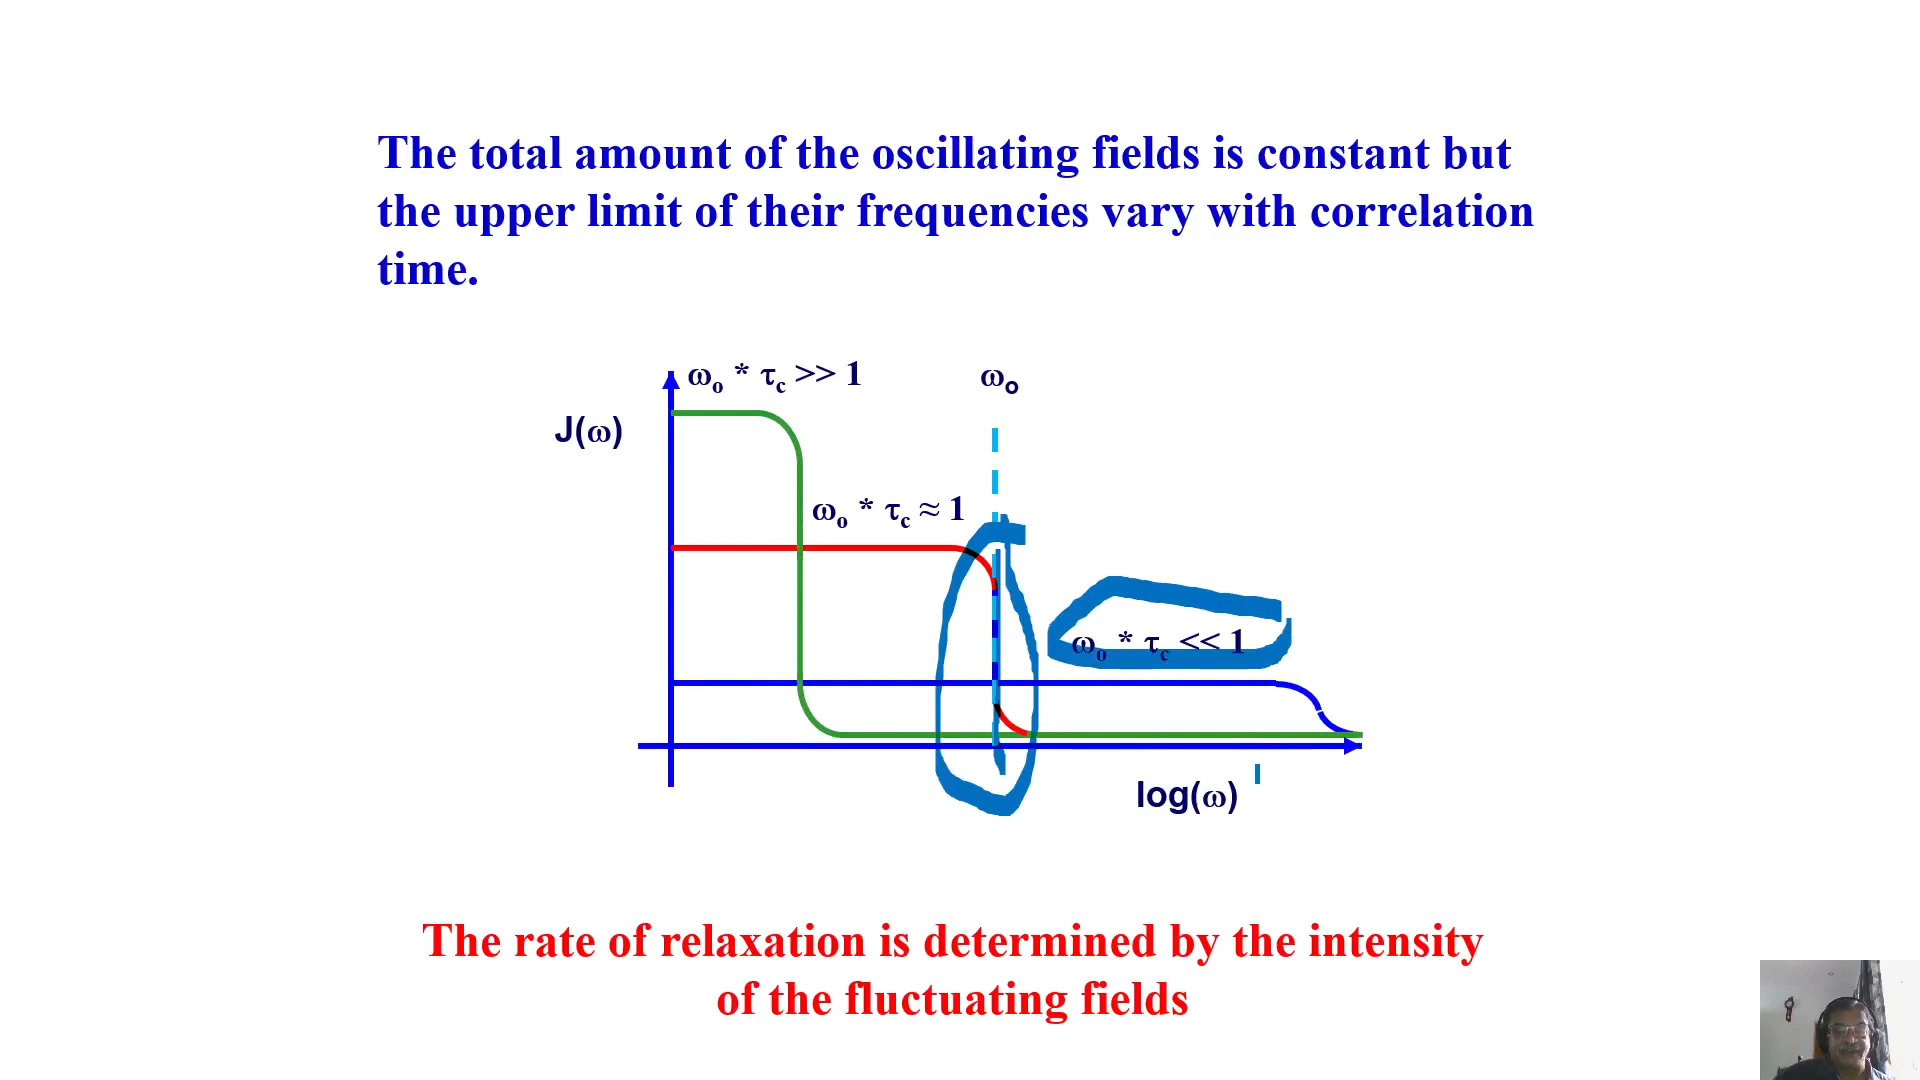 The total amount of the oscillating fields is constant but
the upper limit of their frequencies vary with correlation
time.
ωo * τc >> 1
ωo
J(ω)
ωo * τc ≈ 1
ωo * τc << 1
log(ω)
The rate of relaxation is determined by the intensity
of the fluctuating fields